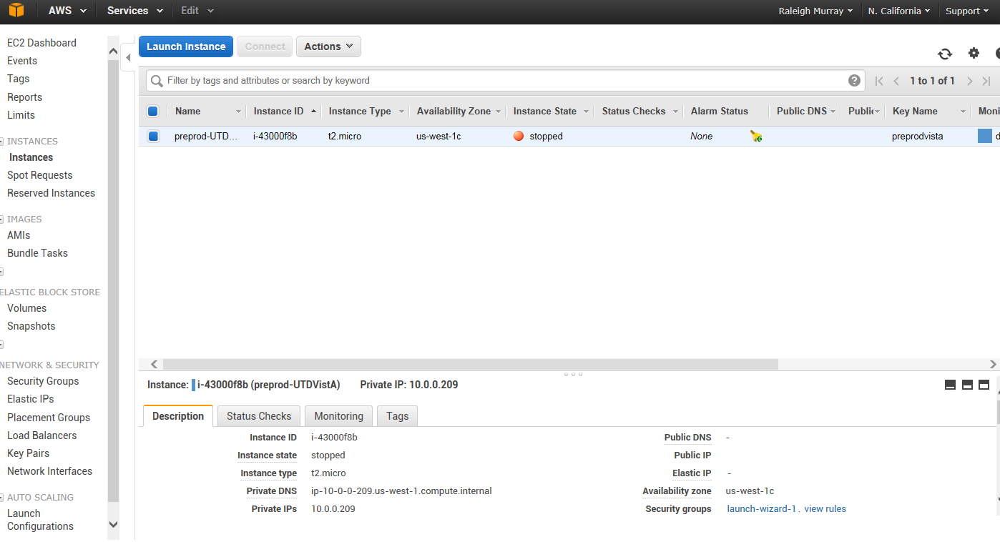 AWS Services Edit Raleigh Murray N. California Support
EC2 Dashboard
Events
Tags
Reports
Limits
INSTANCES
Instances
Spot Requests
Reserved Instances
IMAGES
AMIs
Bundle Tasks
ELASTIC BLOCK STORE
Volumes
Snapshots
NETWORK & SECURITY
Security Groups
Elastic IPs
Placement Groups
Load Balancers
Key Pairs
Network Interfaces
AUTO SCALING
Launch
Configurations
Launch Instance Connect Actions
Filter by tags and attributes or search by keyword ? 1 to 1 of 1
Name Instance ID Instance Type Availability Zone Instance State Status Checks Alarm Status Public DNS Public Key Name Moni
preprod-UTD... i-43000f8b t2.micro us-west-1c stopped None preprodvista d
Instance: i-43000f8b (preprod-UTDVistA) Private IP: 10.0.0.209
Description Status Checks Monitoring Tags
Instance ID i-43000f8b Public DNS -
Instance state stopped Public IP
Instance type t2.micro Elastic IP -
Private DNS ip-10-0-0-209.us-west-1.compute.internal Availability zone us-west-1c
Private IPs 10.0.0.209 Security groups launch-wizard-1. view rules